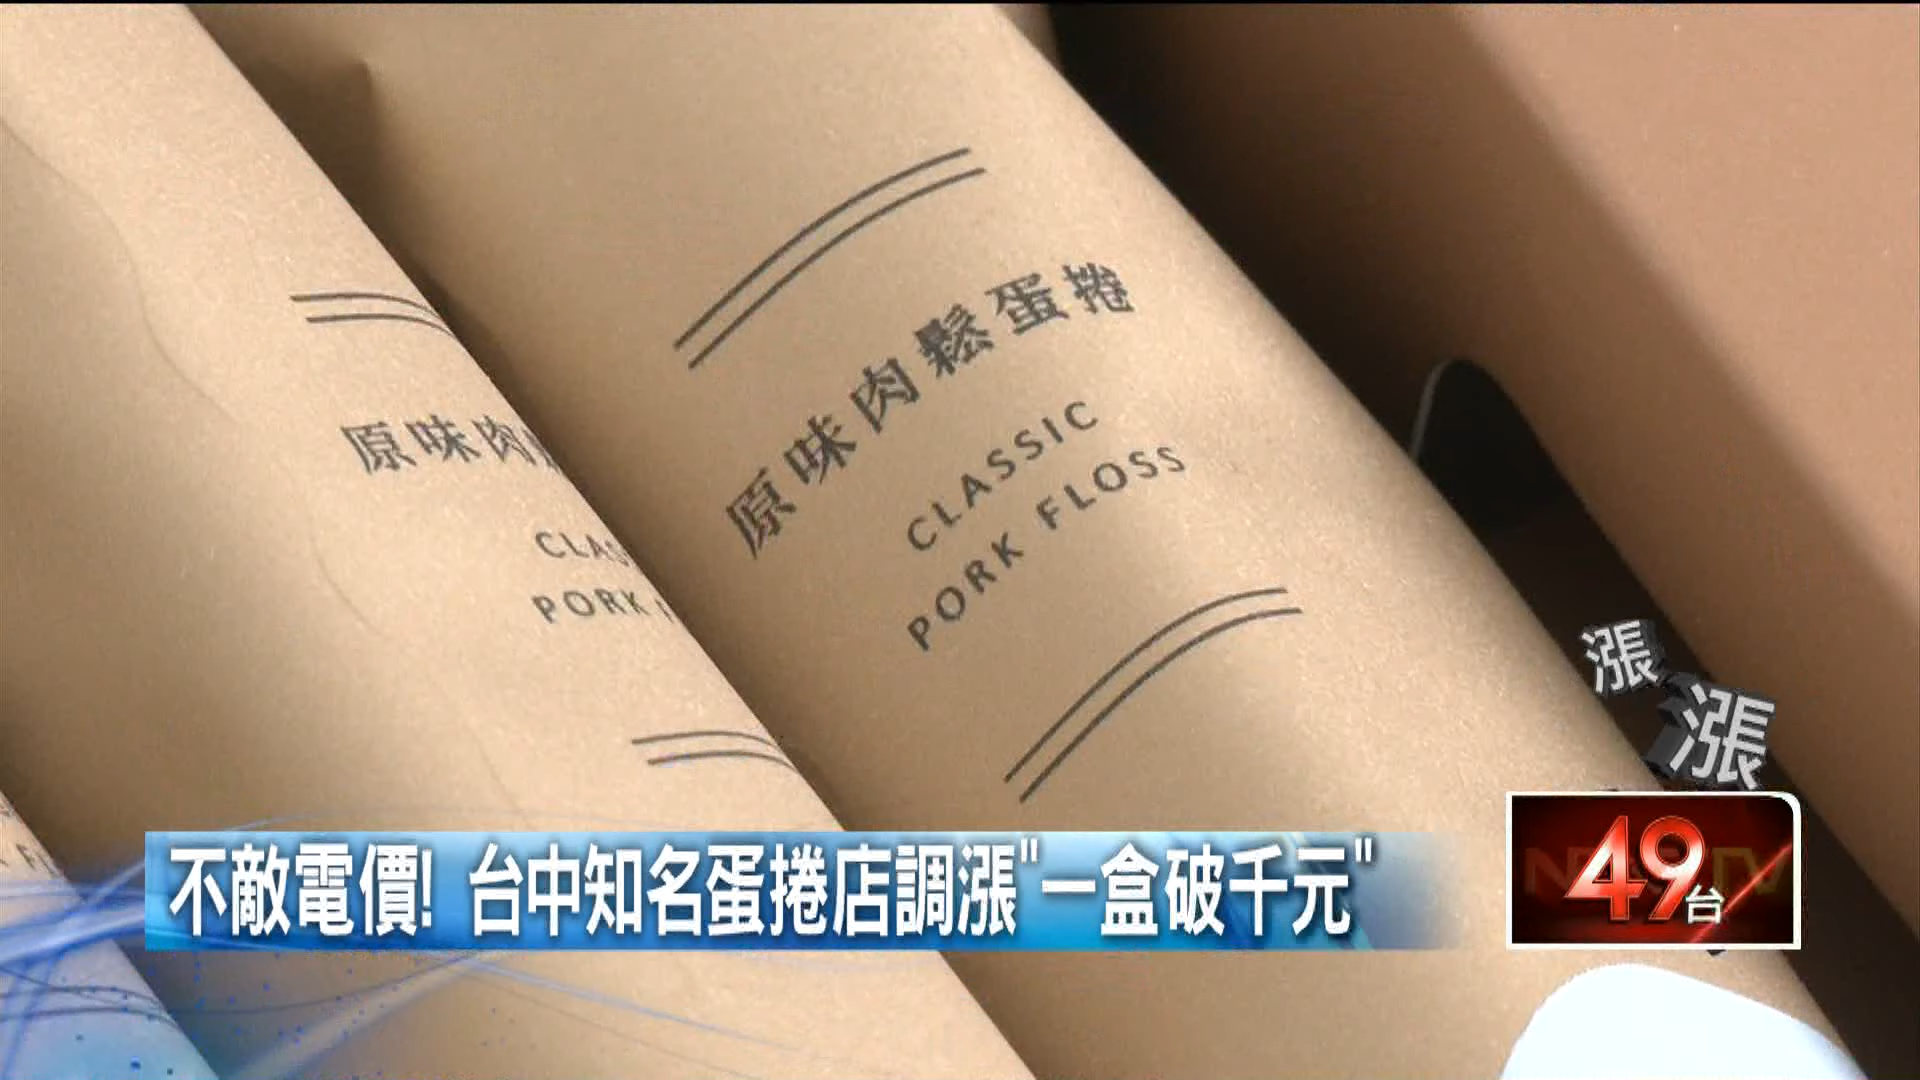 原味肉鬆蛋捲
CLASSIC
PORK FLOSS
原味肉
CLAS
PORK
漲
漲
不敵電價! 台中知名蛋捲店調漲"一盒破千元"
49台